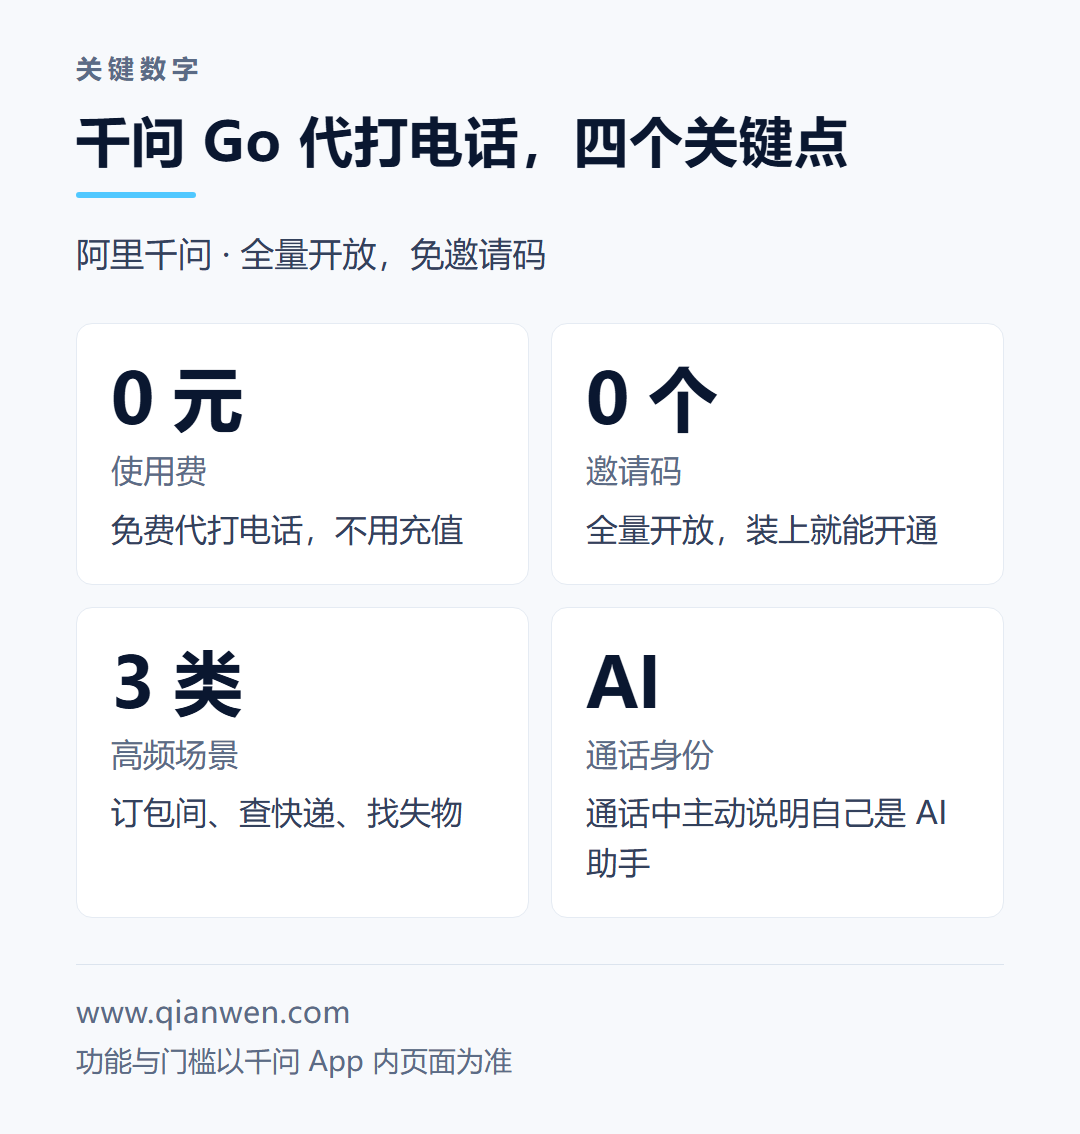 关键数字
千问 Go 代打电话，四个关键点
阿里千问 · 全量开放，免邀请码
0 元
使用费
免费代打电话，不用充值
0 个
邀请码
全量开放，装上就能开通
3 类
高频场景
订包间、查快递、找失物
AI
通话身份
通话中主动说明自己是 AI
助手
www.qianwen.com
功能与门槛以千问 App 内页面为准